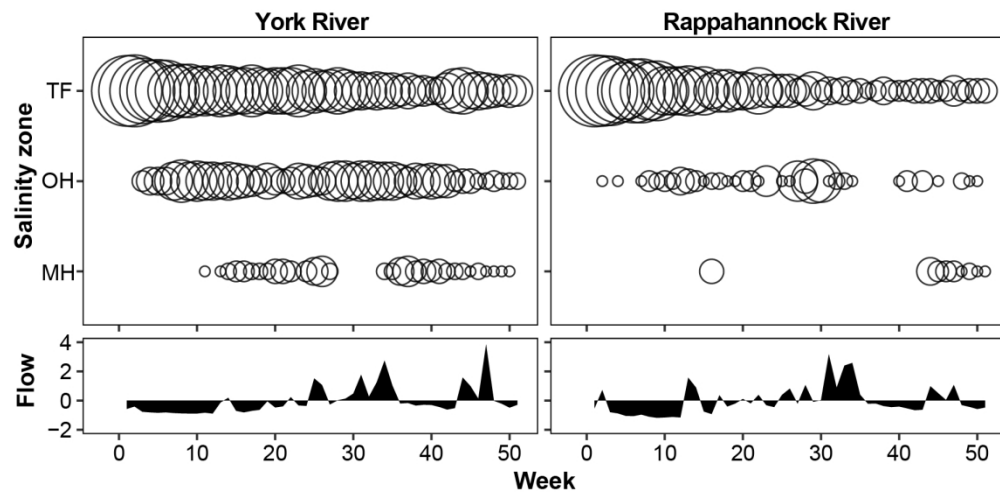 York River
Rappahannock River
Salinity zone
TF
OH
MH
Flow
4
2
0
−2
0 10 20 30 40 50
0 10 20 30 40 50
Week